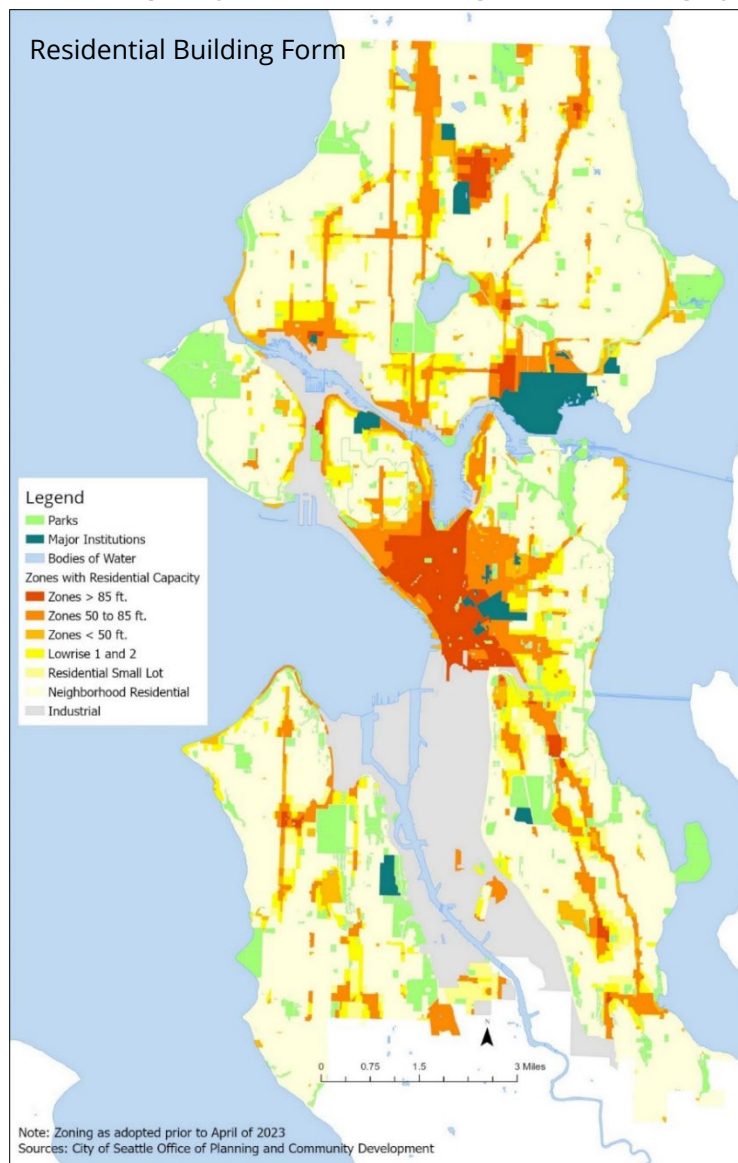 Residential Building Form
Legend
Parks
Major Institutions
Bodies of Water
Zones with Residential Capacity
Zones > 85 ft.
Zones 50 to 85 ft.
Zones < 50 ft.
Lowrise 1 and 2
Residential Small Lot
Neighborhood Residential
Industrial
N
0 0.75 1.5 3 Miles
Note: Zoning as adopted prior to April of 2023
Sources: City of Seattle Office of Planning and Community Development